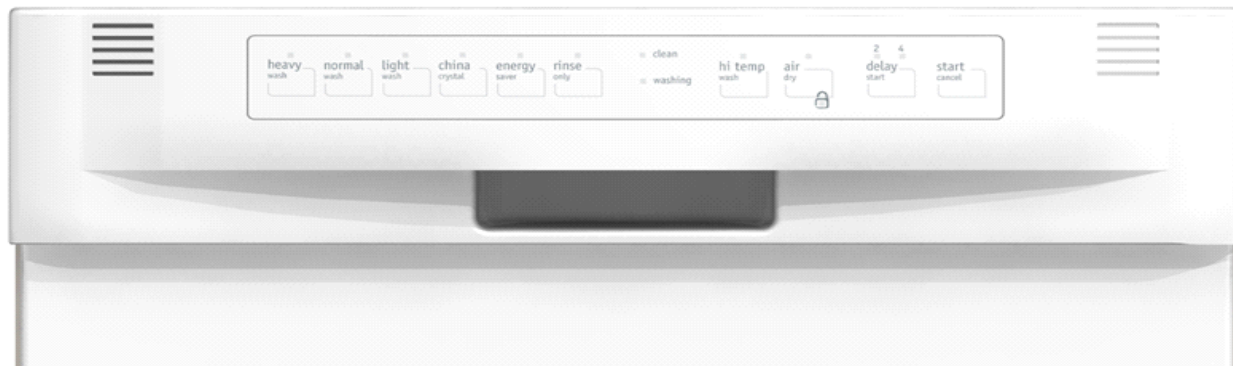 2 4
heavy normal light china energy rinse hi temp air delay start
wash wash wash crystal saver only wash dry start cancel
clean
washing